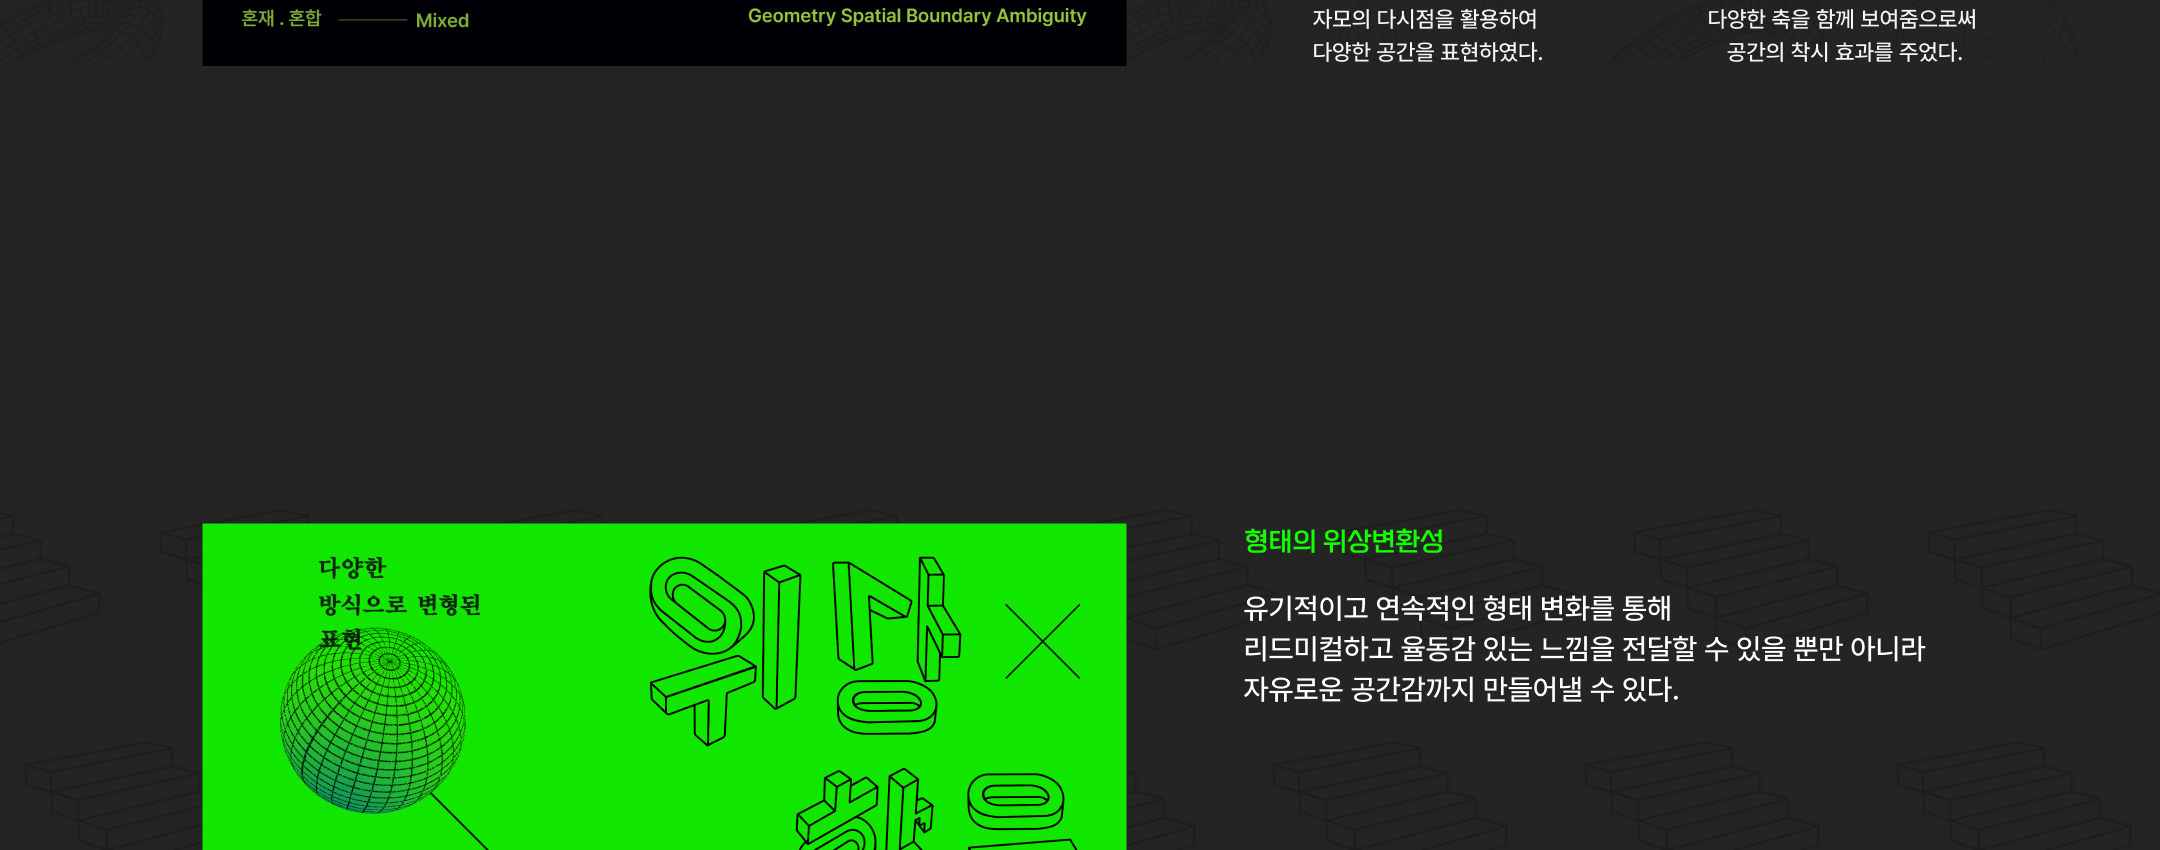 혼재 . 혼합 Mixed
Geometry Spatial Boundary Ambiguity
자모의 다시점을 활용하여
다양한 공간을 표현하였다.
다양한 축을 함께 보여줌으로써
공간의 착시 효과를 주었다.
다양한
방식으로 변형된
표현
위상
형태의 위상변환성
유기적이고 연속적인 형태 변화를 통해
리드미컬하고 율동감 있는 느낌을 전달할 수 있을 뿐만 아니라
자유로운 공간감까지 만들어낼 수 있다.